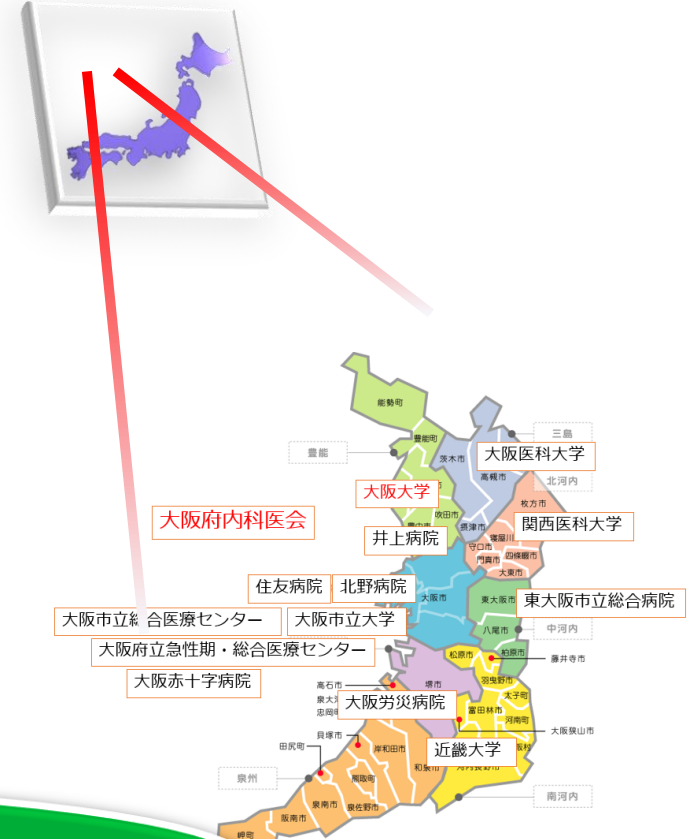 能勢町
豊能町
三島
豊能
茨木市
大阪医科大学
高槻市
北河内
大阪大学
枚方市
大阪府内科医会
吹田市
摂津市
関西医科大学
井上病院
寝屋川
守口市
門真市
四條畷市
大東市
住友病院
北野病院
大阪市
東大阪市
東大阪市立総合病院
大阪市立総合医療センター
大阪市立大学
八尾市
中河内
大阪府立急性期・総合医療センター
松原市
柏原市
藤井寺市
大阪赤十字病院
高石市
堺市
羽曳野市
太子町
大阪労災病院
富田林市
河南町
大阪狭山市
貝塚市
田尻町
岸和田市
近畿大学
和泉市
泉州
熊取町
南河内
泉南市
泉佐野市
阪南市
岬町